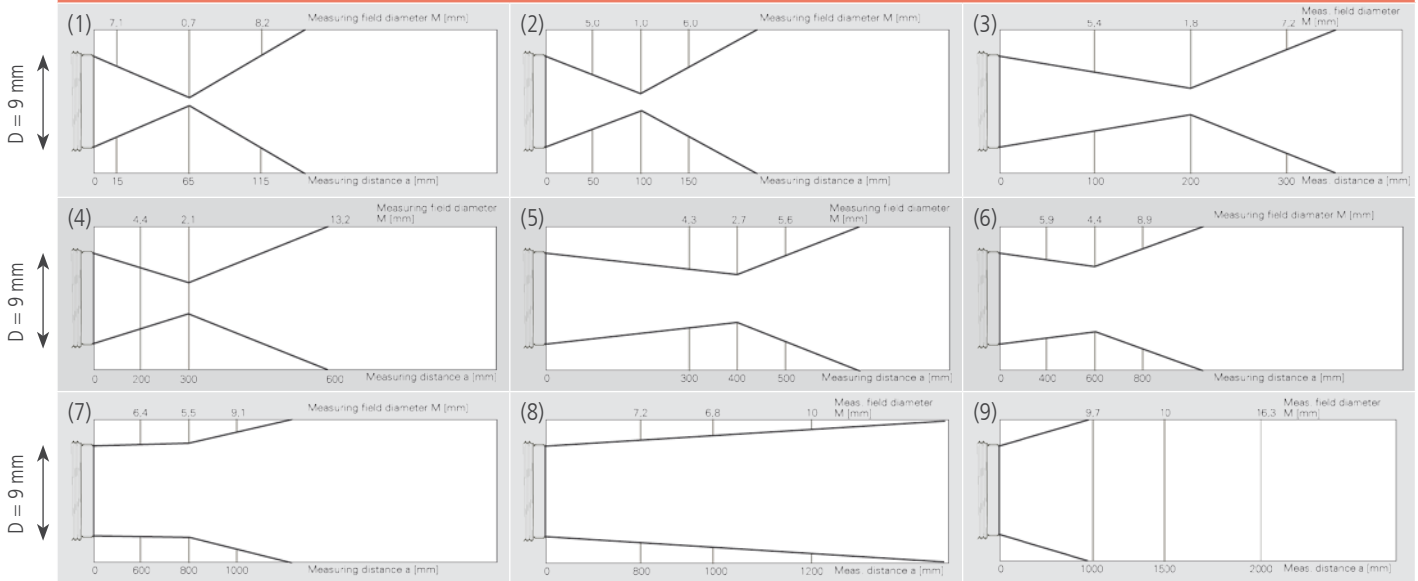 D = 9 mm
(1)
Measuring field diameter M [mm]
7,1 0,7 8,2
0 15 65 115
Measuring distance a [mm]
(2)
Measuring field diameter M [mm]
5,0 1,0 6,0
0 50 100 150
Measuring distance a [mm]
(3)
Meas. field diameter
M [mm]
5,4 1,8 7,2
0 100 200 300
Meas. distance a [mm]
D = 9 mm
(4)
Measuring field diameter
M [mm]
4,4 2,1 13,2
0 200 300 600
Measuring distance a [mm]
(5)
Measuring field diameter
M [mm]
4,3 2,7 5,6
0 300 400 500
Measuring distance a [mm]
(6)
Measuring field diameter M [mm]
5,9 4,4 8,9
0 400 600 800
Measuring distance a [mm]
D = 9 mm
(7)
Measuring field diameter M [mm]
6,4 5,5 9,1
0 600 800 1000
Measuring distance a [mm]
(8)
Meas. field diameter
M [mm]
7,2 6,8 10
0 800 1000 1200
Meas. distance a [mm]
(9)
Meas. field diameter
M [mm]
9,7 10 16,3
0 1000 1500 2000
Meas. distance a [mm]